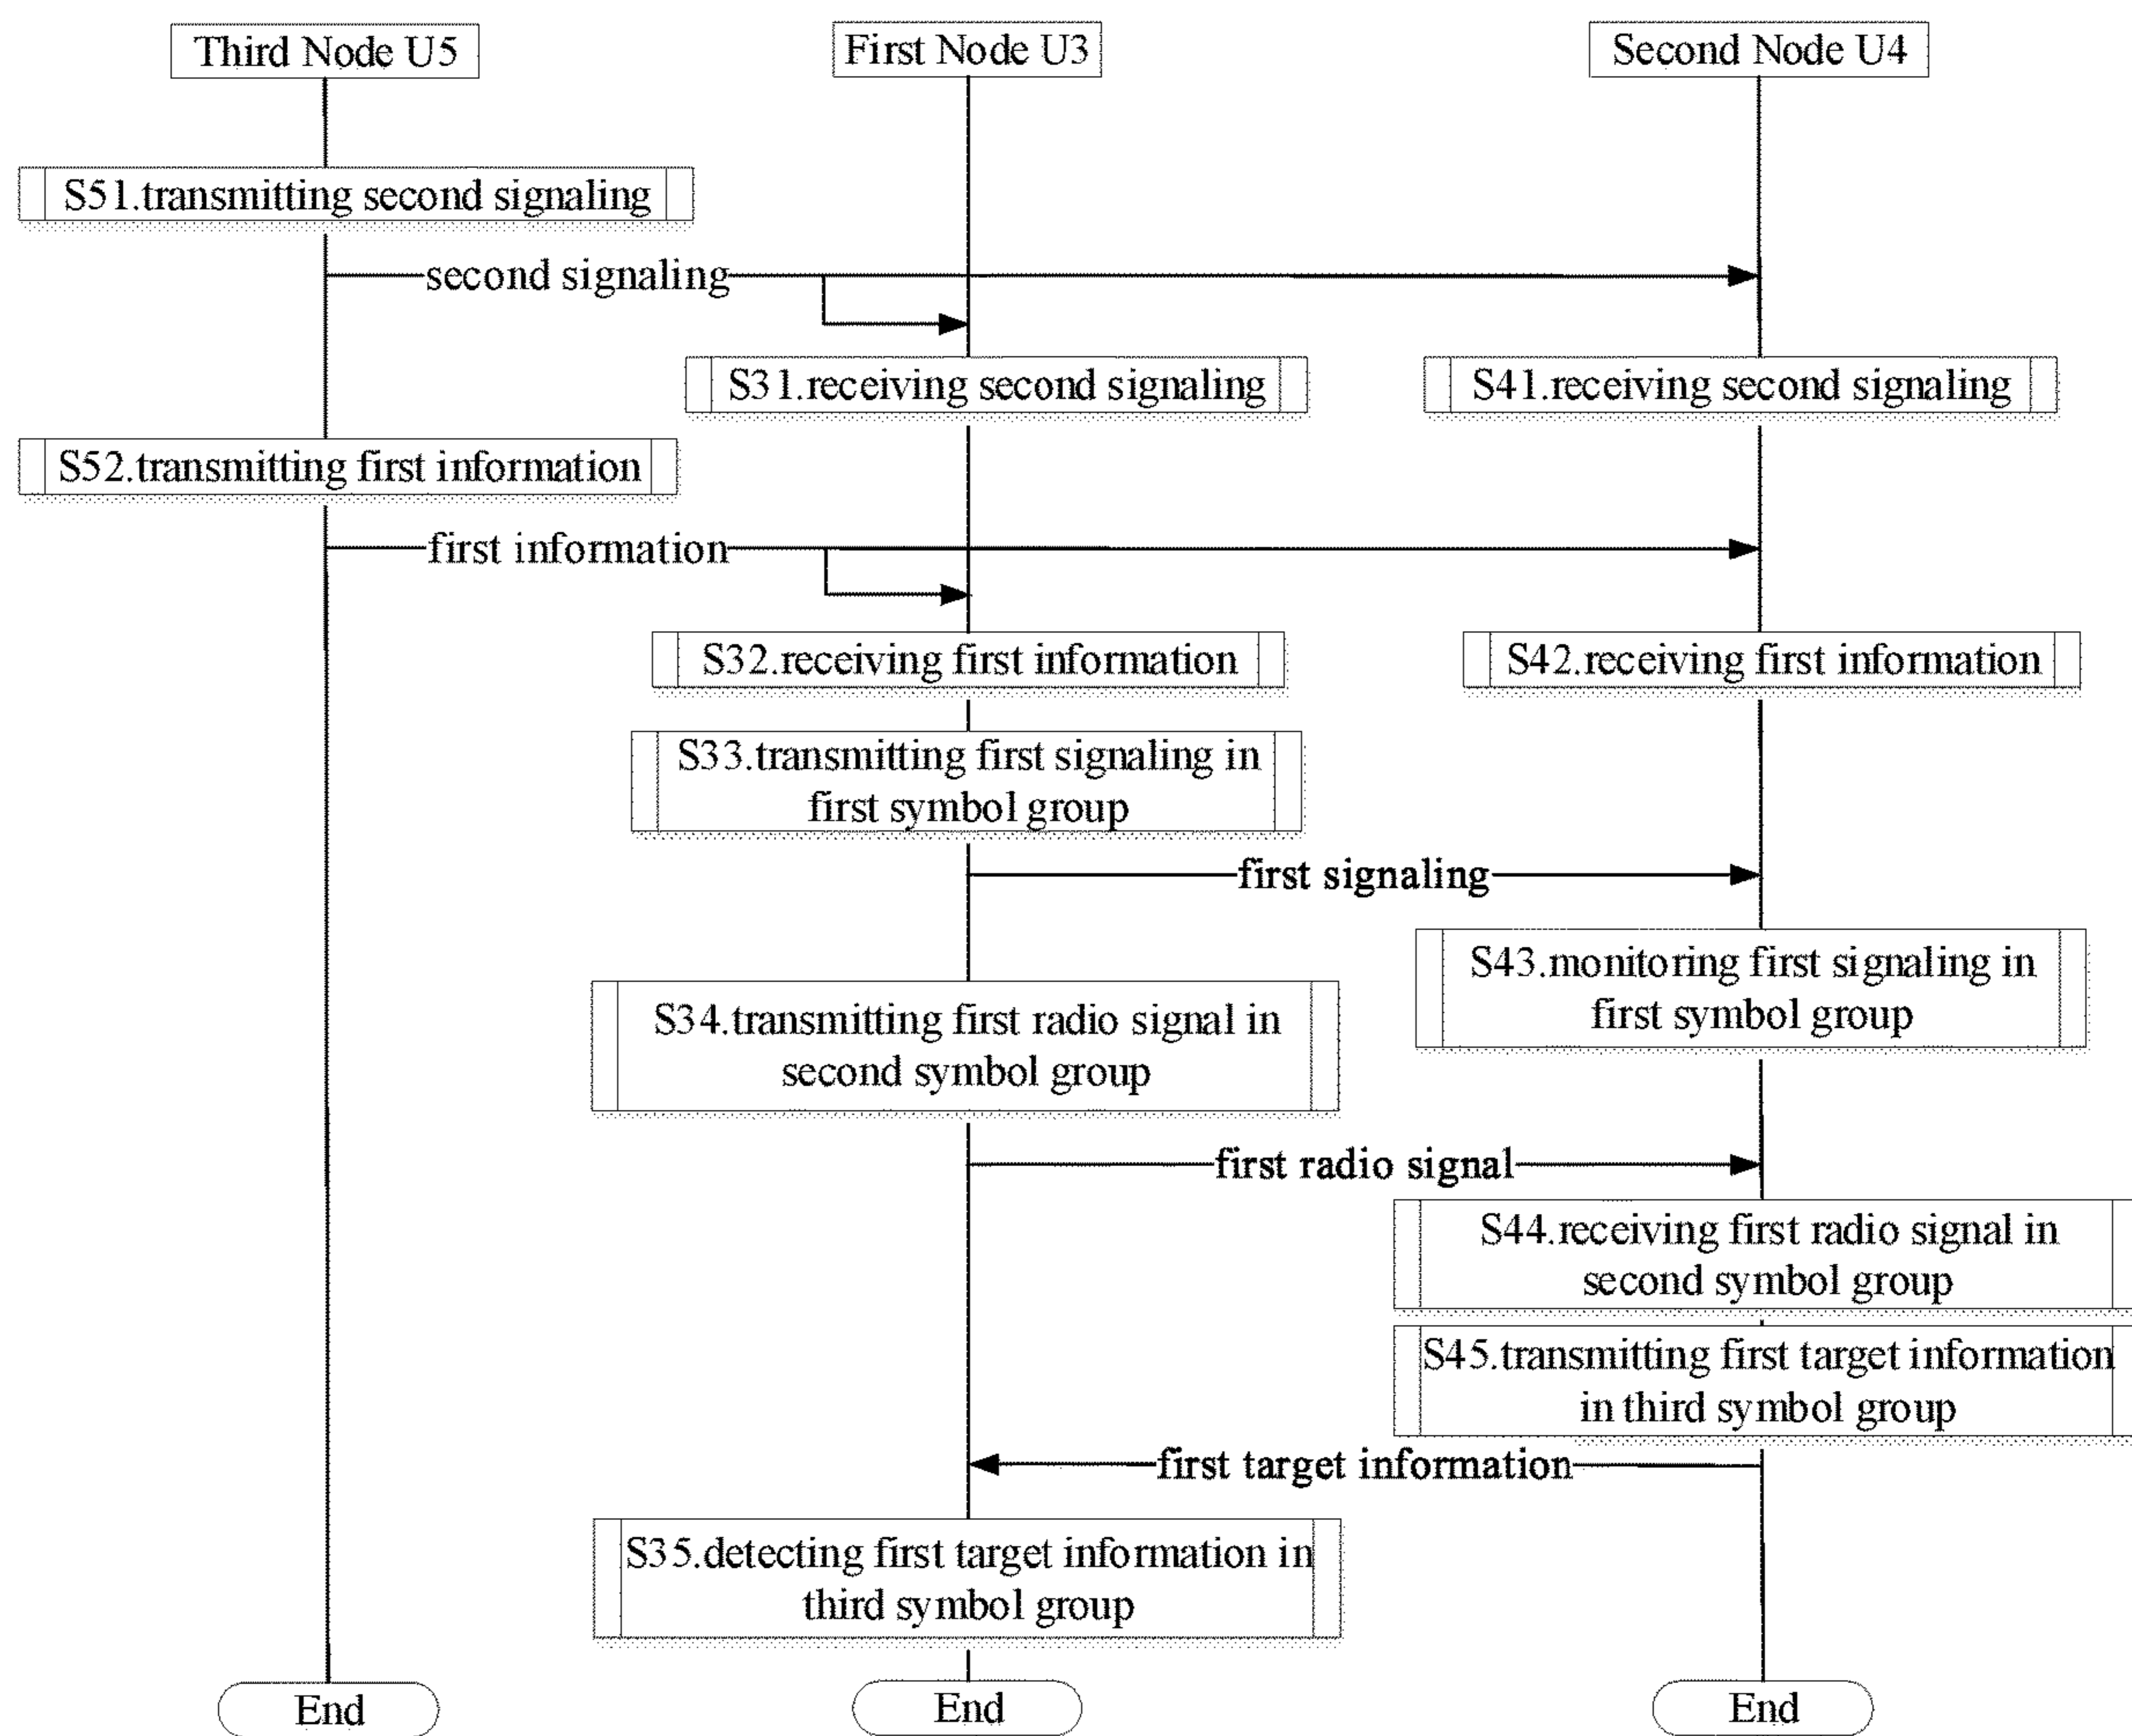 Third Node U5
First Node U3
Second Node U4
S51.transmitting second signaling
second signaling
S31.receiving second signaling
S41.receiving second signaling
S52.transmitting first information
first information
S32.receiving first information
S42.receiving first information
S33.transmitting first signaling in
first symbol group
first signaling
S43.monitoring first signaling in
first symbol group
S34.transmitting first radio signal in
second symbol group
first radio signal
S44.receiving first radio signal in
second symbol group
S45.transmitting first target information
in third symbol group
first target information
S35.detecting first target information in
third symbol group
End
End
End